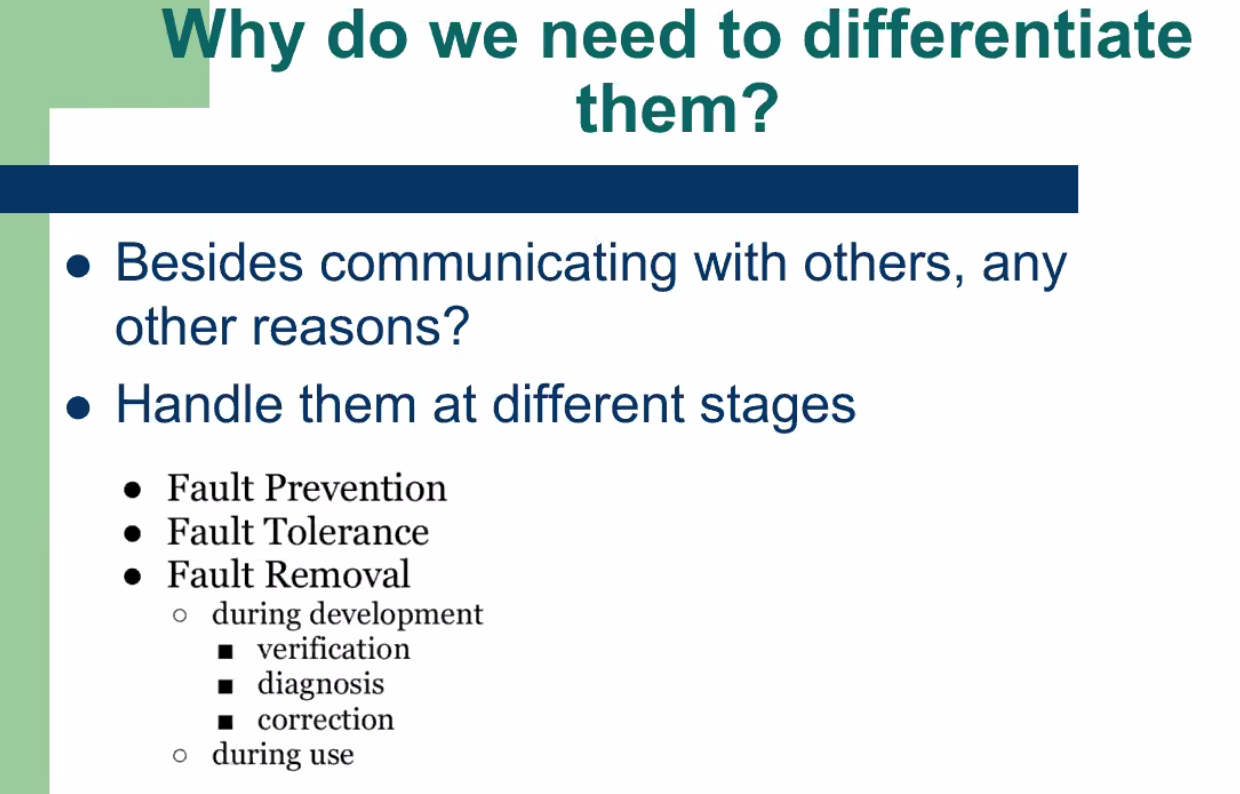 Why do we need to differentiate
them?
● Besides communicating with others, any
other reasons?
● Handle them at different stages
● Fault Prevention
● Fault Tolerance
● Fault Removal
○ during development
■ verification
■ diagnosis
■ correction
○ during use